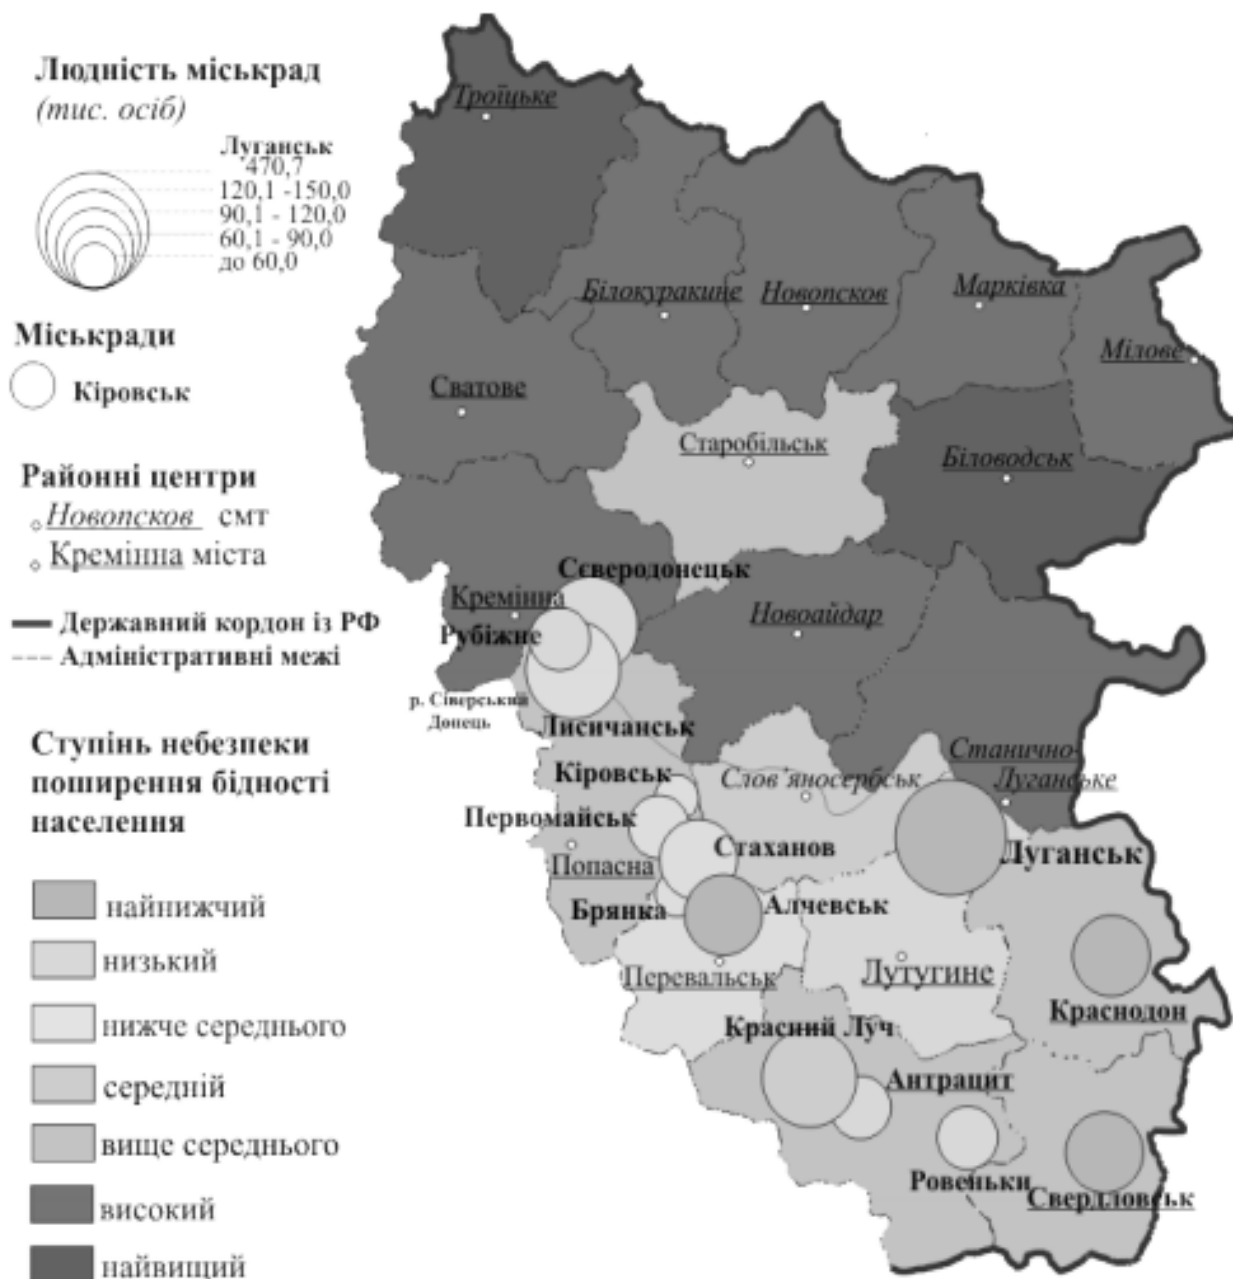 Людність міськрад
(тис. осіб)
Луганськ
470,7
120,1 -150,0
90,1 - 120,0
60,1 - 90,0
до 60,0
Міськради
Кіровськ
Районні центри
Новопсков смт
Кремінна міста
Державний кордон із РФ
Адміністративні межі
Ступінь небезпеки
поширення бідності
населення
найнижчий
низький
нижче середнього
середній
вище середнього
високий
найвищий
Троїцьке
Білокуракине
Новопсков
Марківка
Мілове
Сватове
Старобільськ
Біловодськ
Сєверодонецьк
Кремінна
Рубіжне
Новоайдар
р. Сіверський
Донець
Лисичанськ
Станично-
Луганське
Кіровськ
Слов'яносербськ
Первомайськ
Стаханов
Луганськ
Попасна
Брянка
Алчевськ
Перевальськ
Лутугине
Краснодон
Красний Луч
Антрацит
Ровеньки
Свердловськ